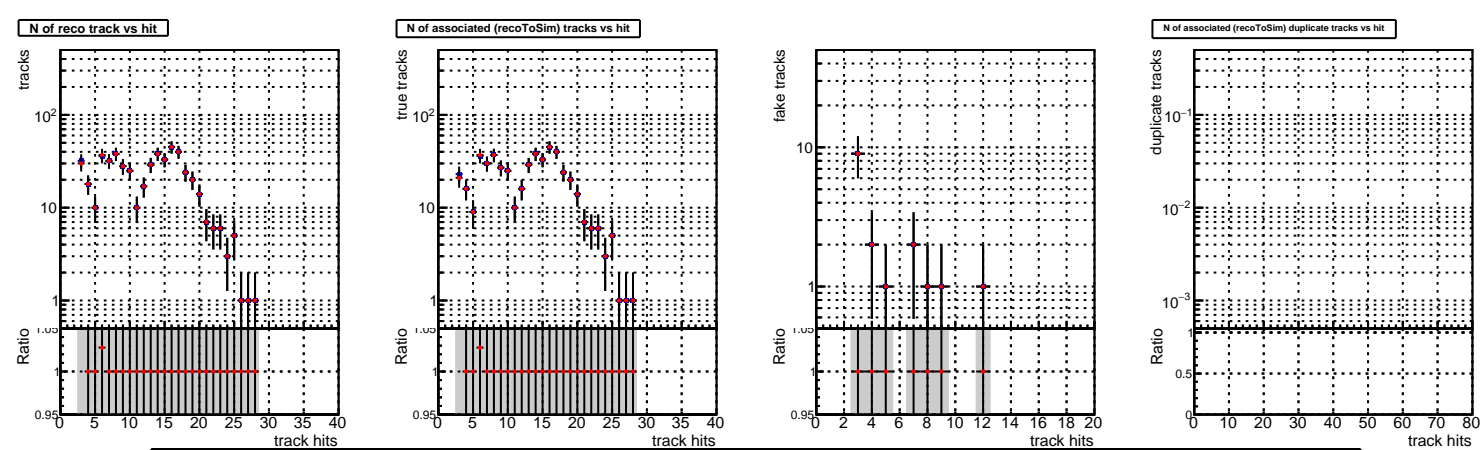 N of reco track vs hit
tracks
10²
10
1
Ratio
1.05
1
0.95
0 5 10 15 20 25 30 35 40
track hits
N of associated (recoToSim) tracks vs hit
true tracks
10²
10
1
Ratio
1.05
1
0.95
0 5 10 15 20 25 30 35 40
track hits
fake tracks
10
1
Ratio
1.05
1
0.95
0 2 4 6 8 10 12 14 16 18 20
track hits
N of associated (recoToSim) duplicate tracks vs hit
duplicate tracks
10⁻¹
10⁻²
10⁻³
Ratio
1
0.5
0
0 10 20 30 40 50 60 70 80
track hits